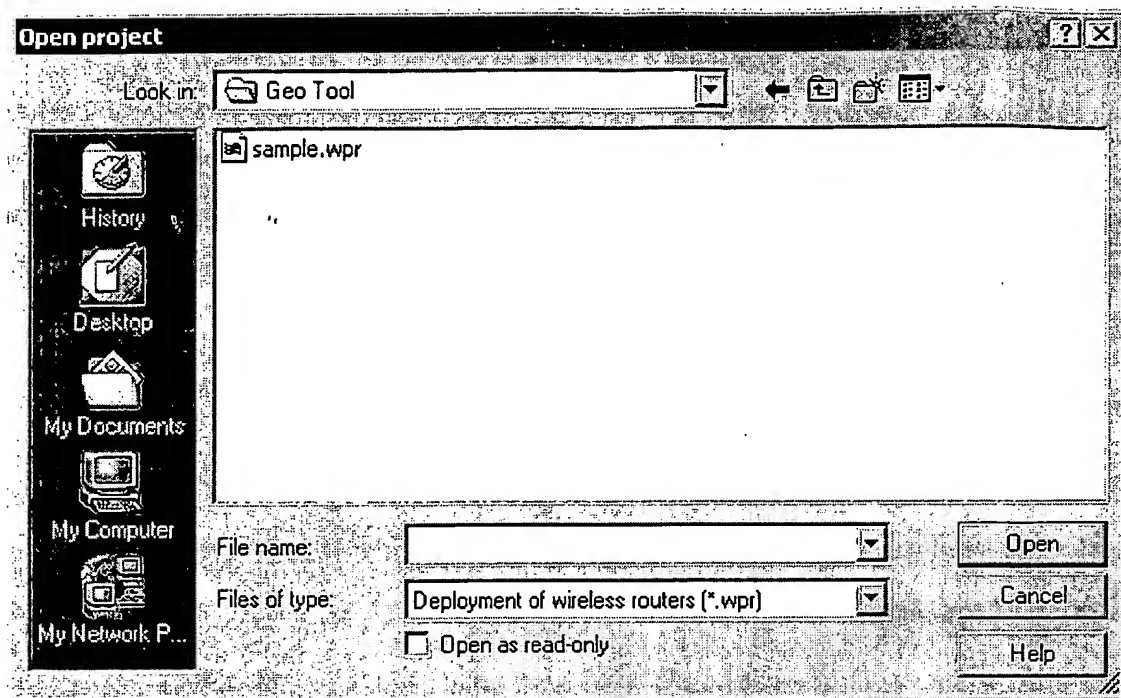 Open project
Look in:
Geo Tool
sample.wpr
History
Desktop
My Documents
My Computer
My Network P...
File name:
Open
Files of type:
Deployment of wireless routers (*.wpr)
Cancel
Open as read-only
Help